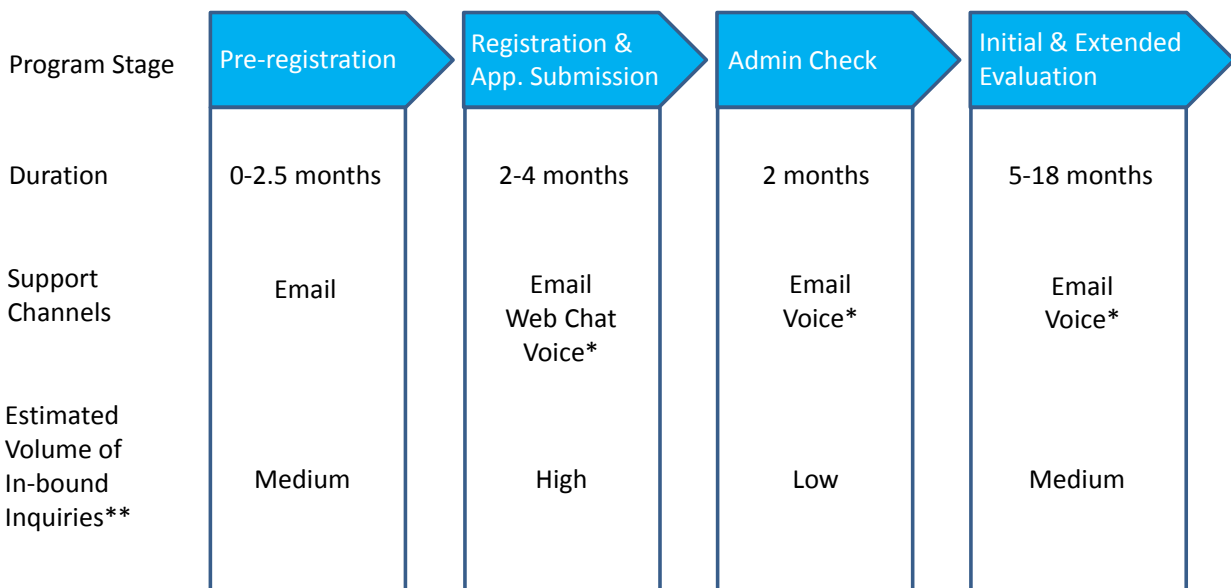 Program Stage
Pre-registration
Registration &
App. Submission
Admin Check
Initial & Extended
Evaluation
Duration
0-2.5 months
2-4 months
2 months
5-18 months
Support
Channels
Email
Email
Web Chat
Voice*
Email
Voice*
Email
Voice*
Estimated
Volume of
In-bound
Inquiries**
Medium
High
Low
Medium